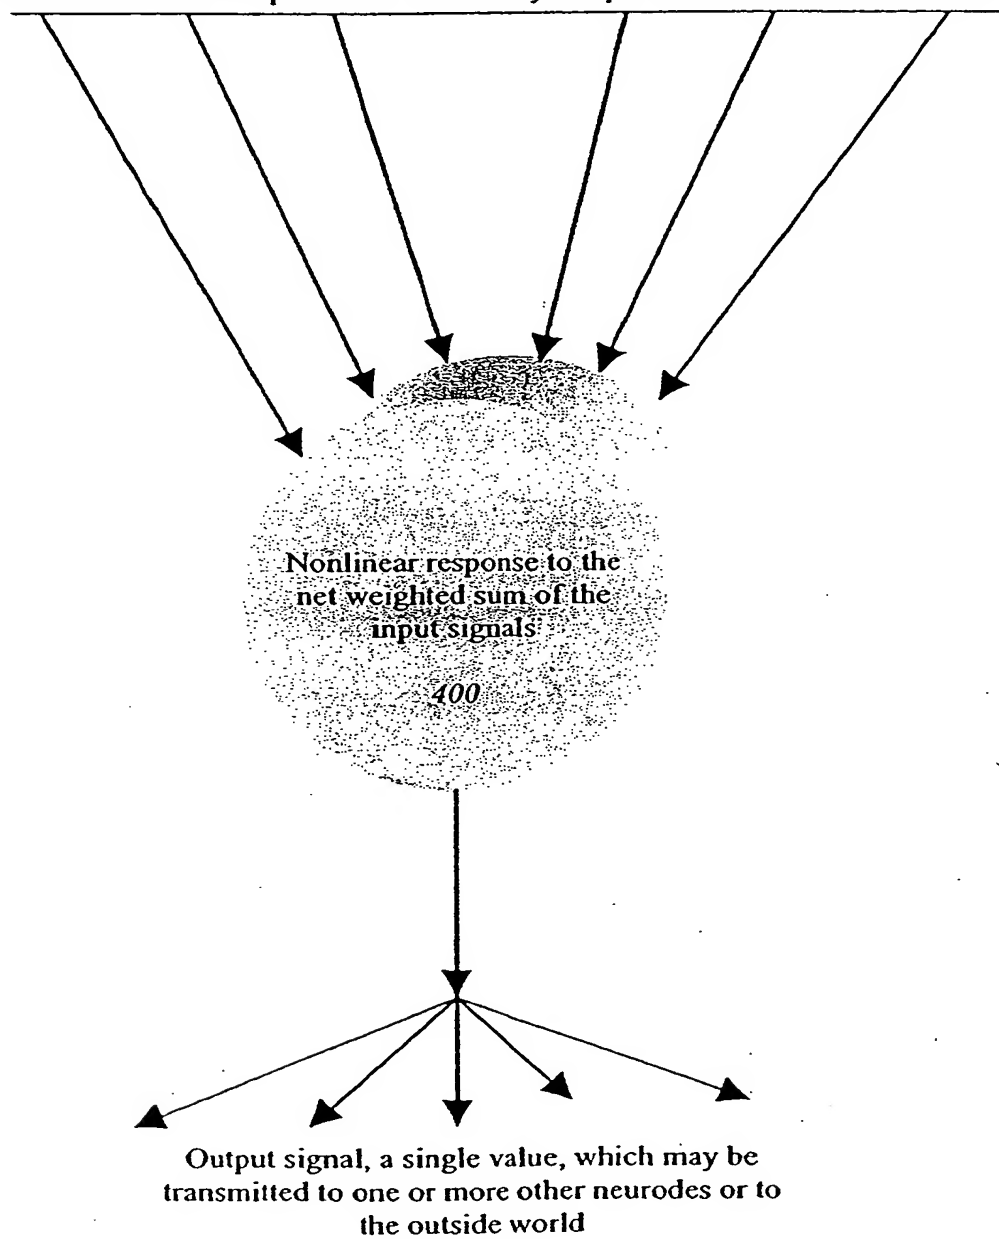 Nonlinear response to the
net weighted sum of the
input signals
400
Output signal, a single value, which may be
transmitted to one or more other neurodes or to
the outside world